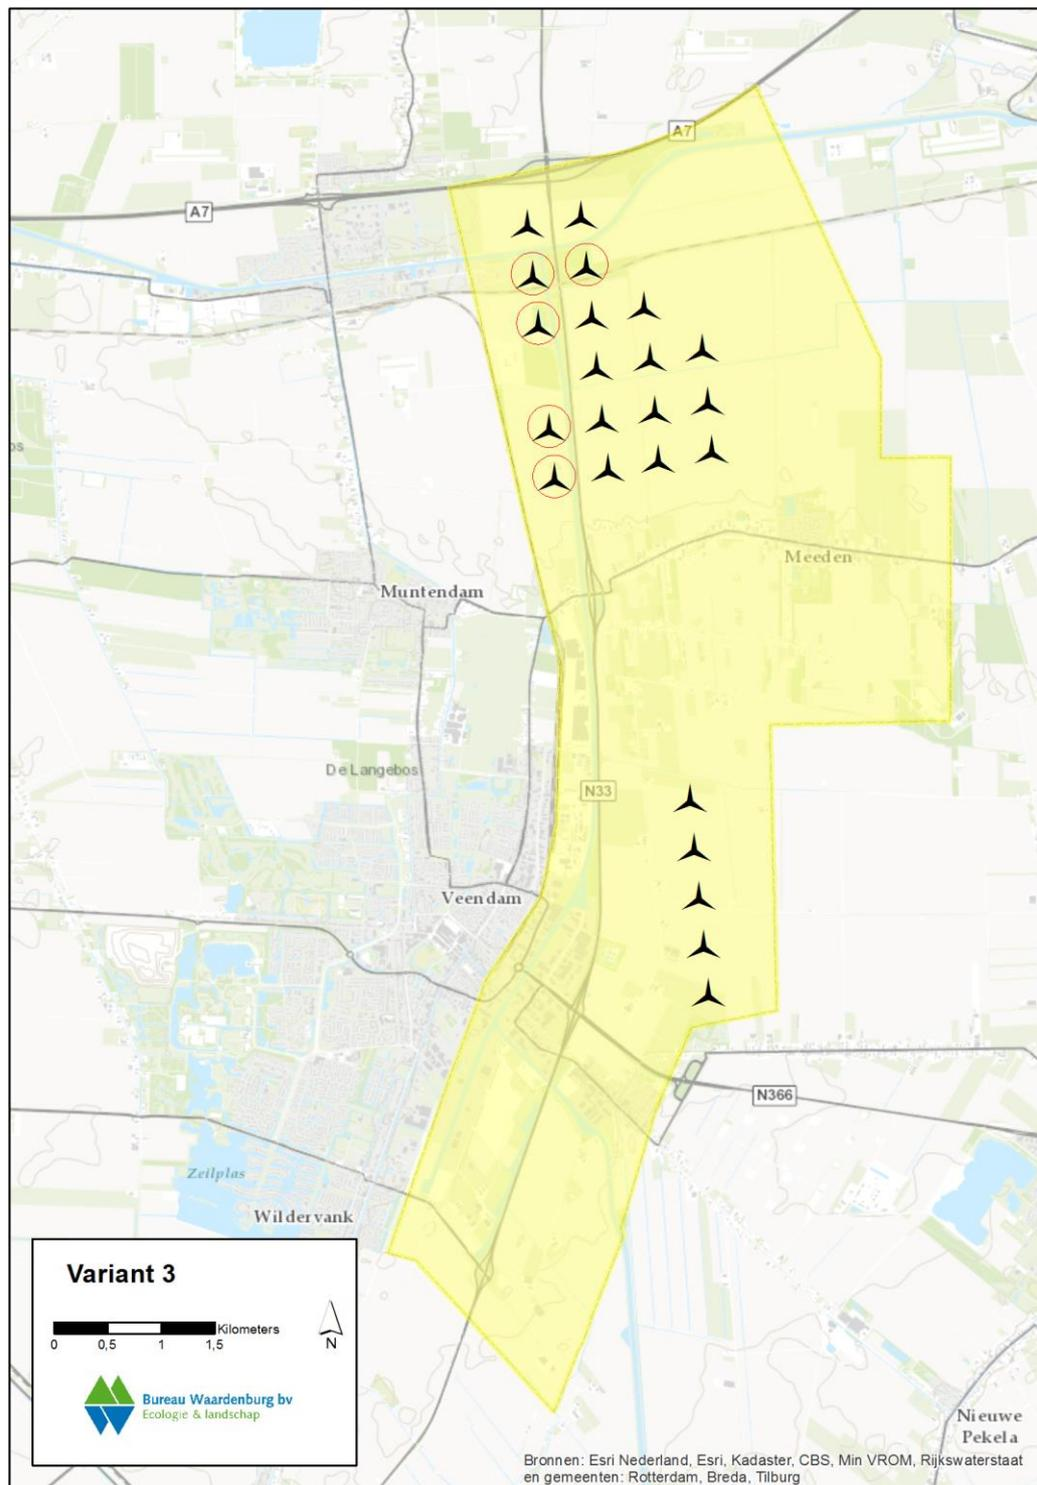 A7
A7
os
Meeden
Muntendam
De Langebos
N33
Veendam
N366
Zeilplas
Wildervank
Variant 3
Kilometers
0 0,5 1 1,5
N
Bureau Waardenburg bv
Ecologie & landschap
Nieuwe
Pekela
Bronnen: Esri Nederland, Esri, Kadaster, CBS, Min VROM, Rijkswaterstaat
en gemeenten: Rotterdam, Breda, Tilburg